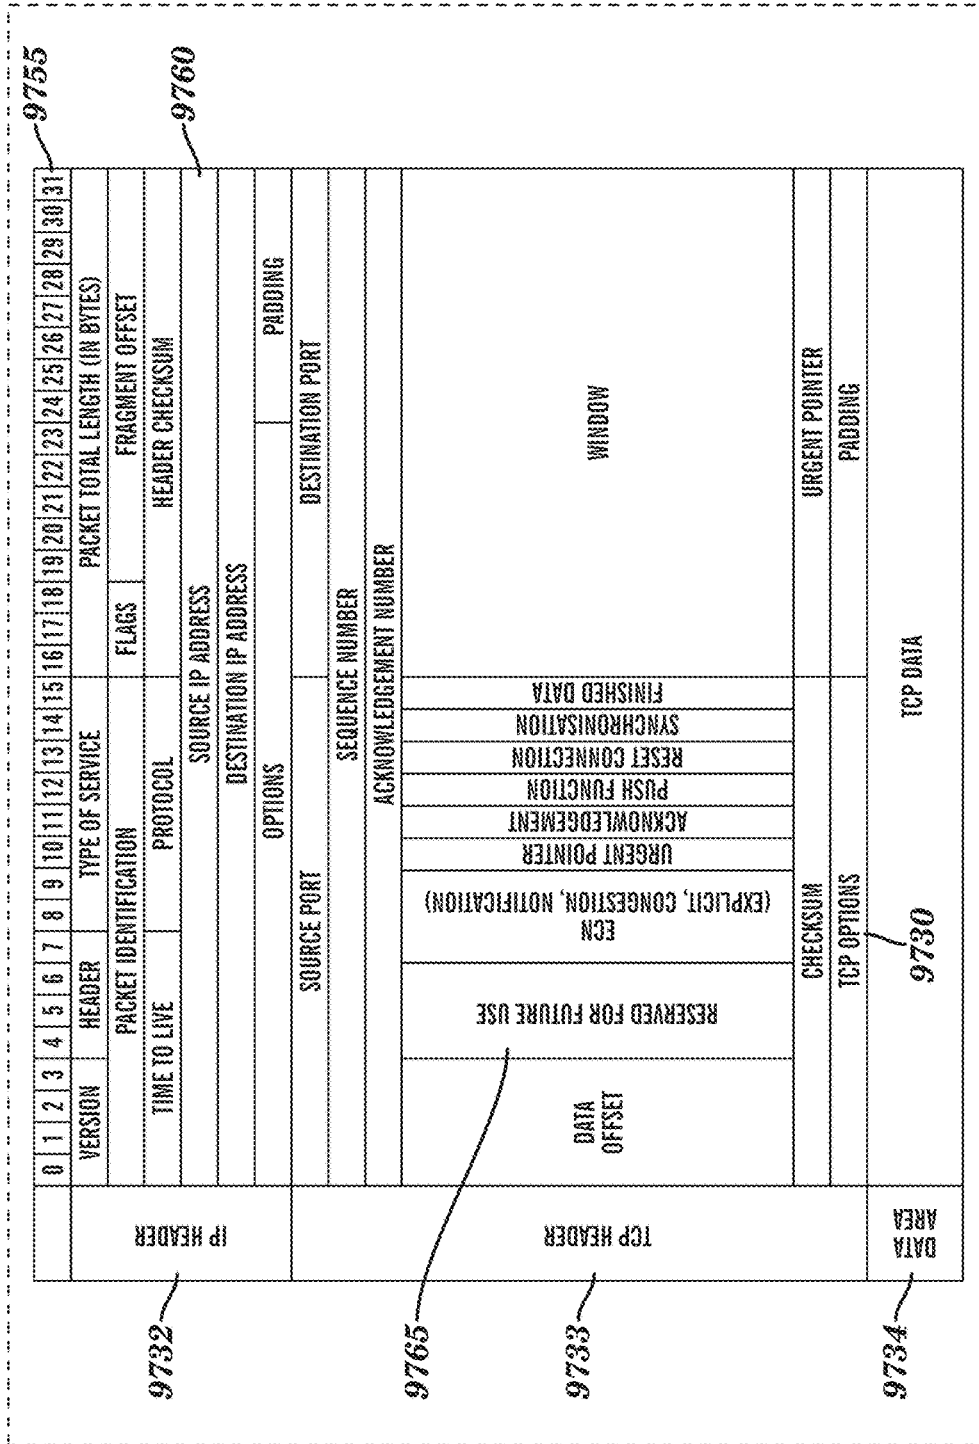 9755
0 1 2 3 4 5 6 7 8 9 10 11 12 13 14 15 16 17 18 19 20 21 22 23 24 25 26 27 28 29 30 31
9732
IP HEADER
VERSION HEADER TYPE OF SERVICE PACKET TOTAL LENGTH (IN BYTES)
PACKET IDENTIFICATION FLAGS FRAGMENT OFFSET
TIME TO LIVE PROTOCOL HEADER CHECKSUM
SOURCE IP ADDRESS
9760
DESTINATION IP ADDRESS
OPTIONS PADDING
9765
9733
TCP HEADER
SOURCE PORT DESTINATION PORT
SEQUENCE NUMBER
ACKNOWLEDGEMENT NUMBER
DATA
OFFSET
RESERVED FOR FUTURE USE
ECN
(EXPLICIT, CONGESTION, NOTIFICATION)
URGENT POINTER
ACKNOWLEDGEMENT
PUSH FUNCTION
RESET CONNECTION
SYNCHRONISATION
FINISHED DATA
WINDOW
CHECKSUM URGENT POINTER
TCP OPTIONS PADDING
9730
9734
DATA
AREA
TCP DATA